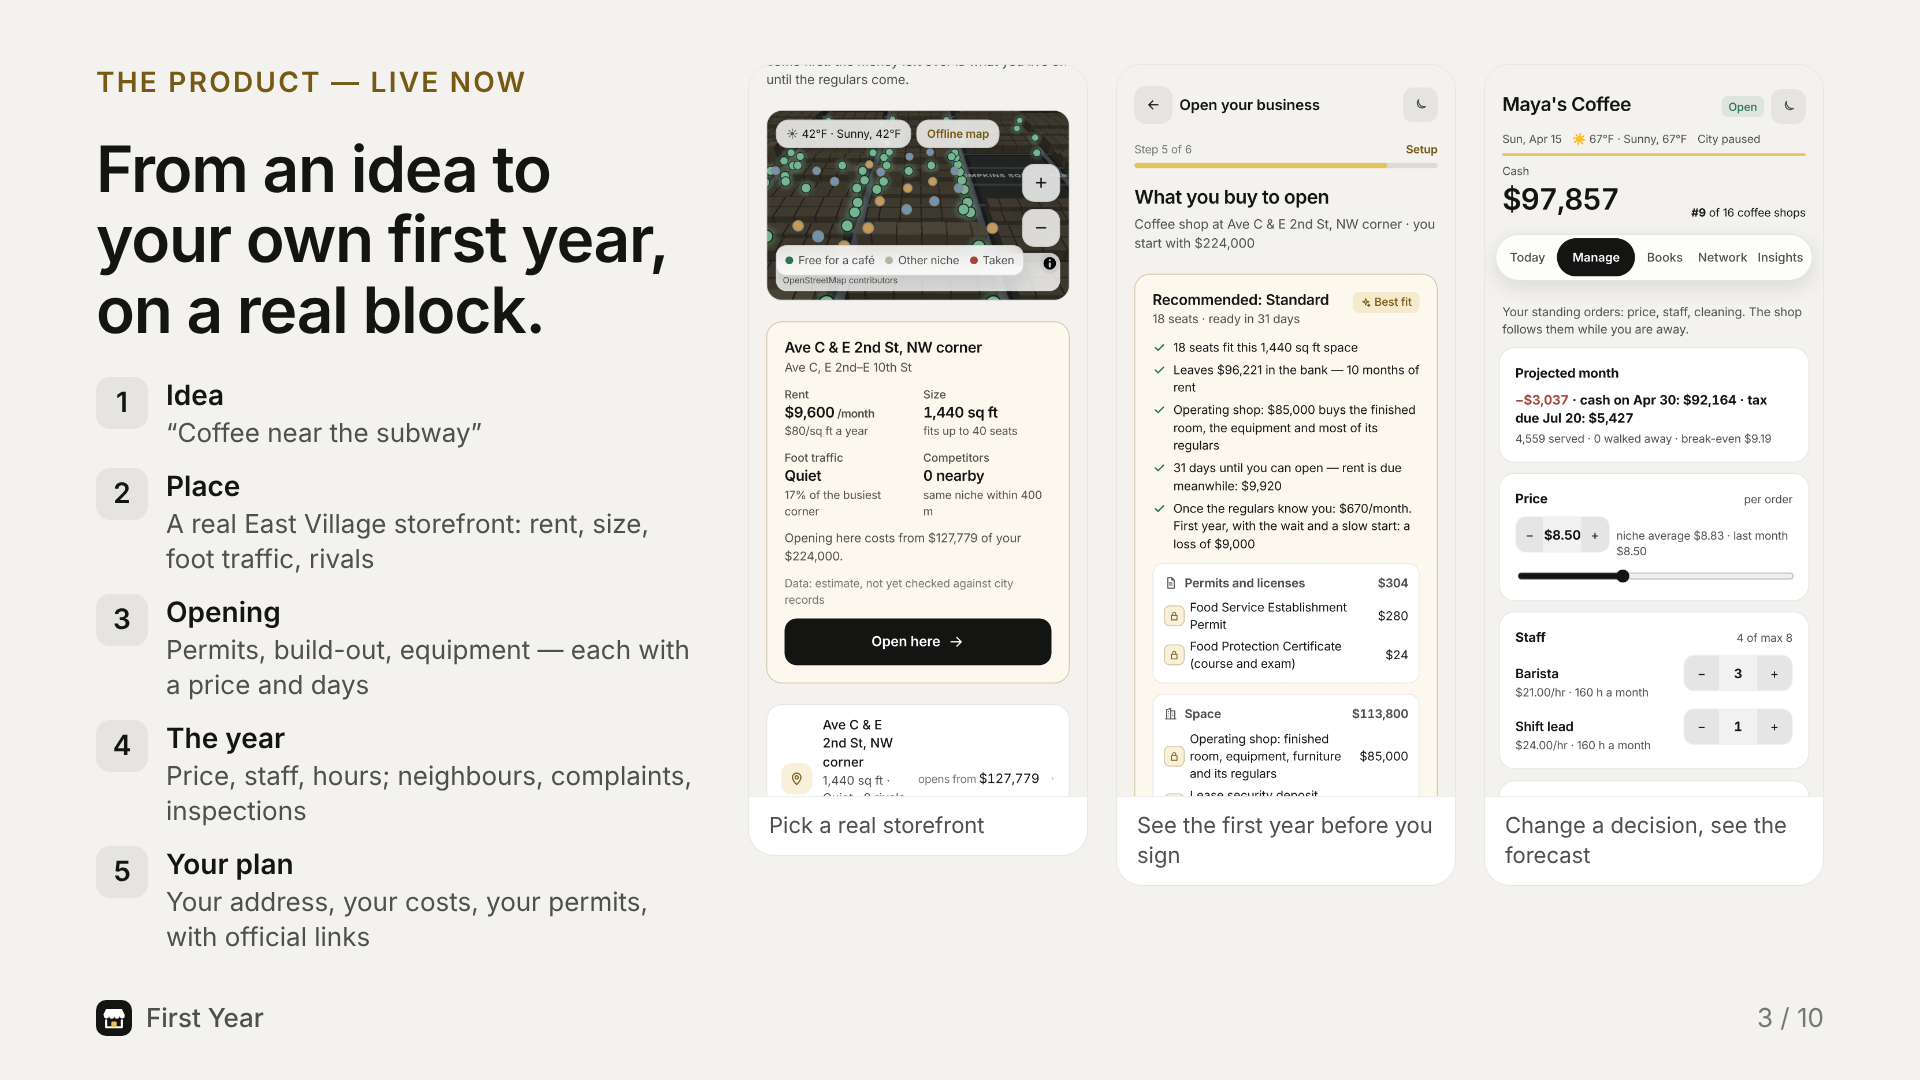 THE PRODUCT — LIVE NOW
From an idea to
your own first year,
on a real block.
1
Idea
“Coffee near the subway”
2
Place
A real East Village storefront: rent, size,
foot traffic, rivals
3
Opening
Permits, build-out, equipment — each with
a price and days
4
The year
Price, staff, hours; neighbours, complaints,
inspections
5
Your plan
Your address, your costs, your permits,
with official links
until the regulars come.
42°F · Sunny, 42°F
Offline map
+
−
Free for a café
Other niche
Taken
OpenStreetMap contributors
Ave C & E 2nd St, NW corner
Ave C, E 2nd–E 10th St
Rent
Size
$9,600 /month
1,440 sq ft
$80/sq ft a year
fits up to 40 seats
Foot traffic
Competitors
Quiet
0 nearby
17% of the busiest
corner
same niche within 400
m
Opening here costs from $127,779 of your
$224,000.
Data: estimate, not yet checked against city
records
Open here →
Ave C & E
2nd St, NW
corner
1,440 sq ft ·
opens from $127,779
Pick a real storefront
← Open your business
Step 5 of 6
Setup
What you buy to open
Coffee shop at Ave C & E 2nd St, NW corner · you
start with $224,000
Recommended: Standard
Best fit
18 seats · ready in 31 days
18 seats fit this 1,440 sq ft space
Leaves $96,221 in the bank — 10 months of
rent
Operating shop: $85,000 buys the finished
room, the equipment and most of its
regulars
31 days until you can open — rent is due
meanwhile: $9,920
Once the regulars know you: $670/month.
First year, with the wait and a slow start: a
loss of $9,000
Permits and licenses
$304
Food Service Establishment
Permit
$280
Food Protection Certificate
(course and exam)
$24
Space
$113,800
Operating shop: finished
room, equipment, furniture
and its regulars
$85,000
Lease security deposit
See the first year before you
sign
Maya's Coffee
Open
Sun, Apr 15
67°F · Sunny, 67°F
City paused
Cash
$97,857
#9 of 16 coffee shops
Today
Manage
Books
Network
Insights
Your standing orders: price, staff, cleaning. The shop
follows them while you are away.
Projected month
−$3,037 · cash on Apr 30: $92,164 · tax
due Jul 20: $5,427
4,559 served · 0 walked away · break-even $9.19
Price
per order
− $8.50 +
niche average $8.83 · last month
$8.50
Staff
4 of max 8
Barista
− 3 +
$21.00/hr · 160 h a month
Shift lead
− 1 +
$24.00/hr · 160 h a month
Change a decision, see the
forecast
First Year
3 / 10